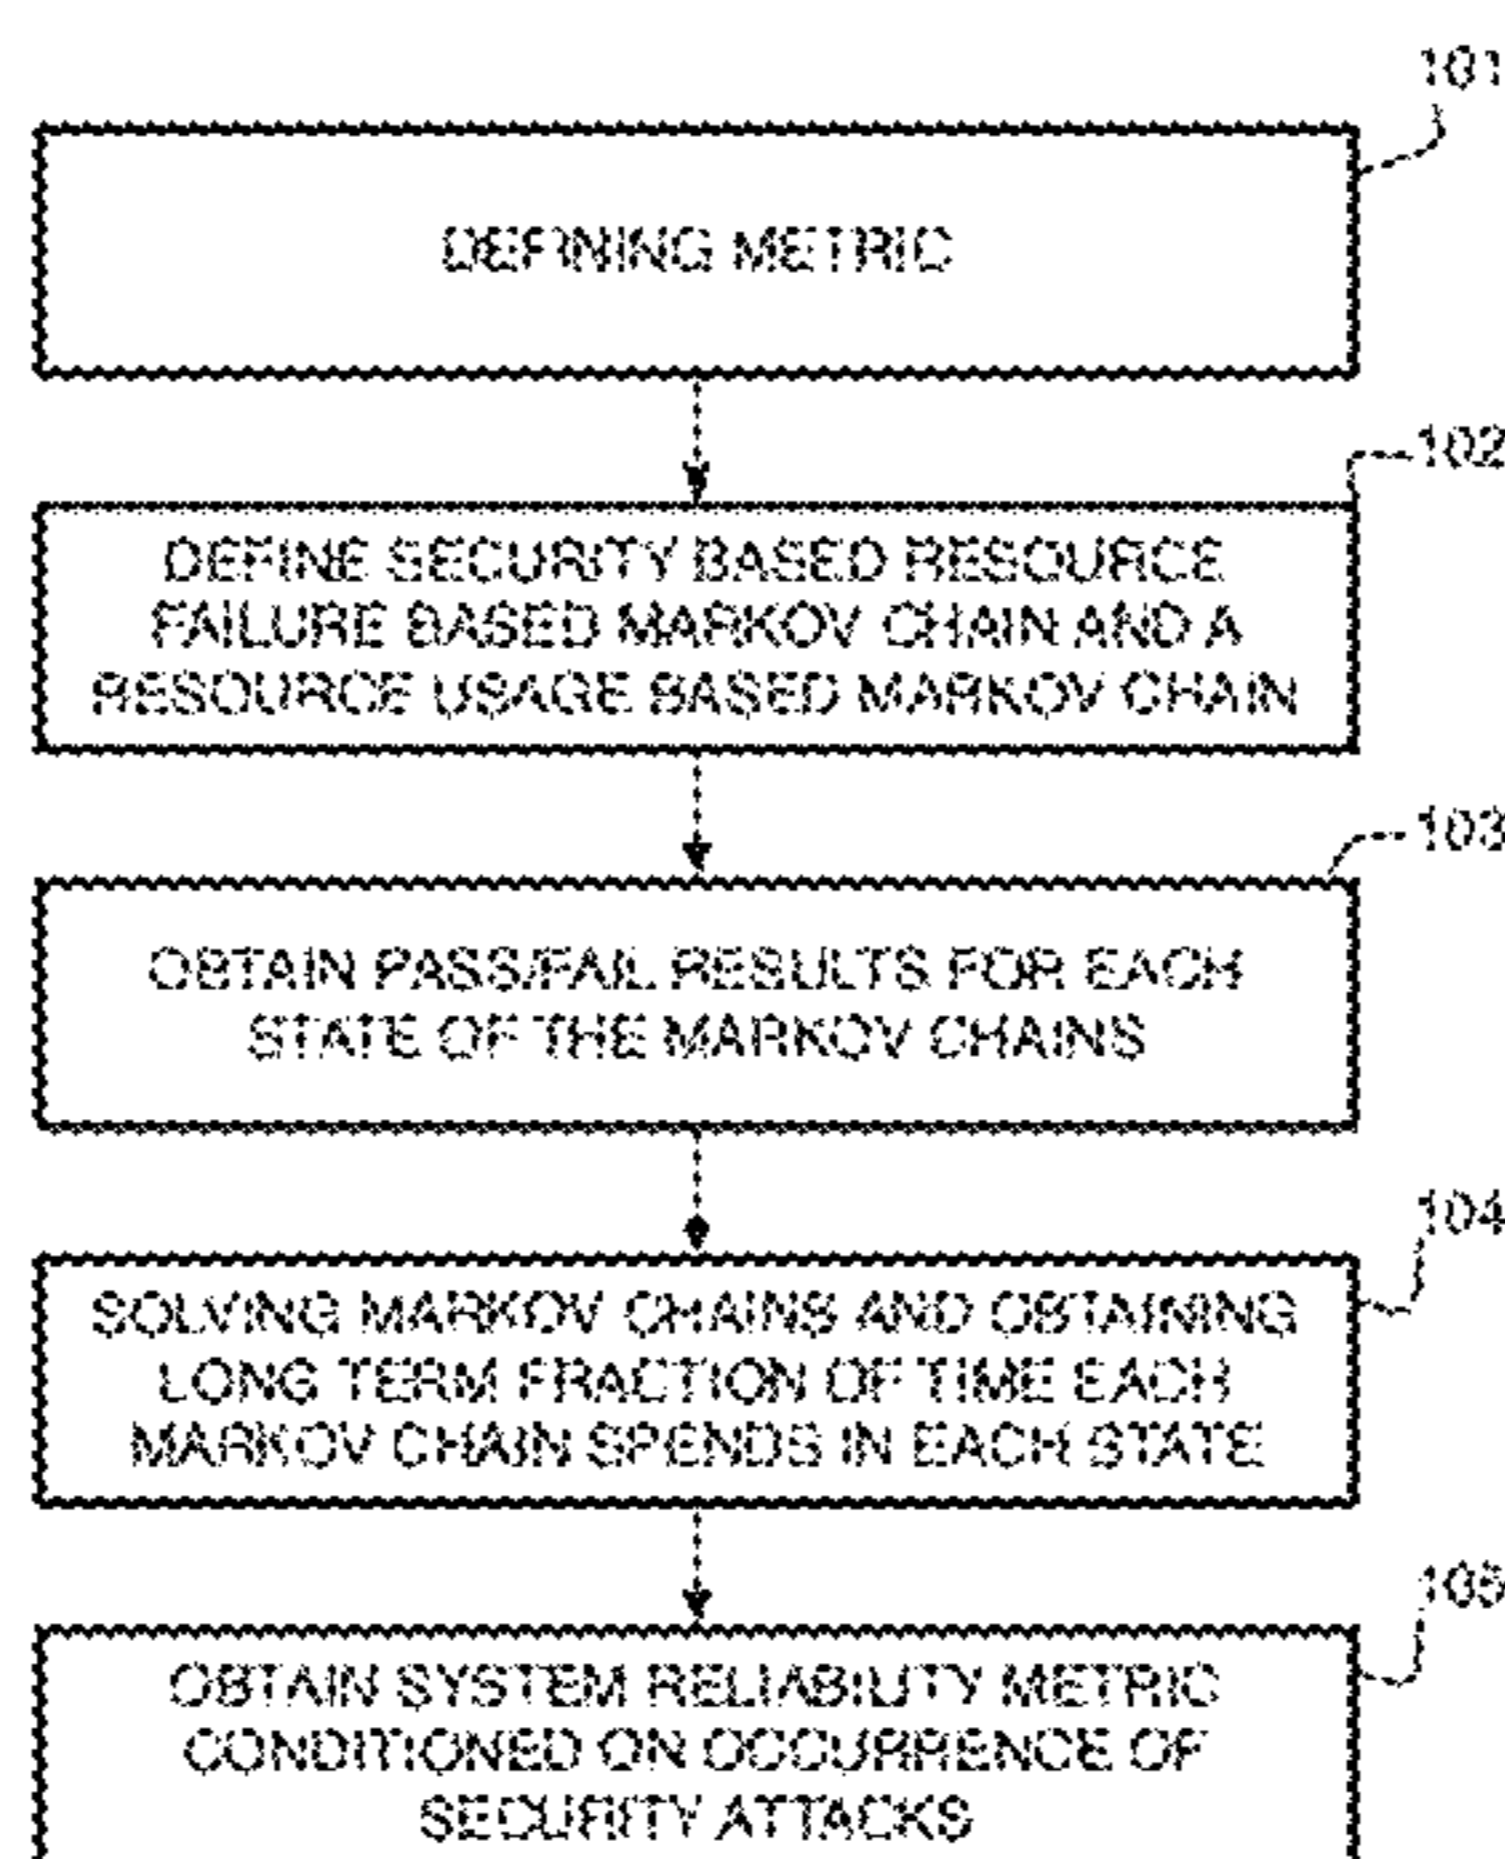 101
DEFINING METRIC
102
DEFINE SECURITY BASED RESOURCE
FAILURE BASED MARKOV CHAIN AND A
RESOURCE USAGE BASED MARKOV CHAIN
103
OBTAIN PASS/FAIL RESULTS FOR EACH
STATE OF THE MARKOV CHAINS
104
SOLVING MARKOV CHAINS AND OBTAINING
LONG TERM FRACTION OF TIME EACH
MARKOV CHAIN SPENDS IN EACH STATE
105
OBTAIN SYSTEM RELIABILITY METRIC
CONDITIONED ON OCCURRENCE OF
SECURITY ATTACKS